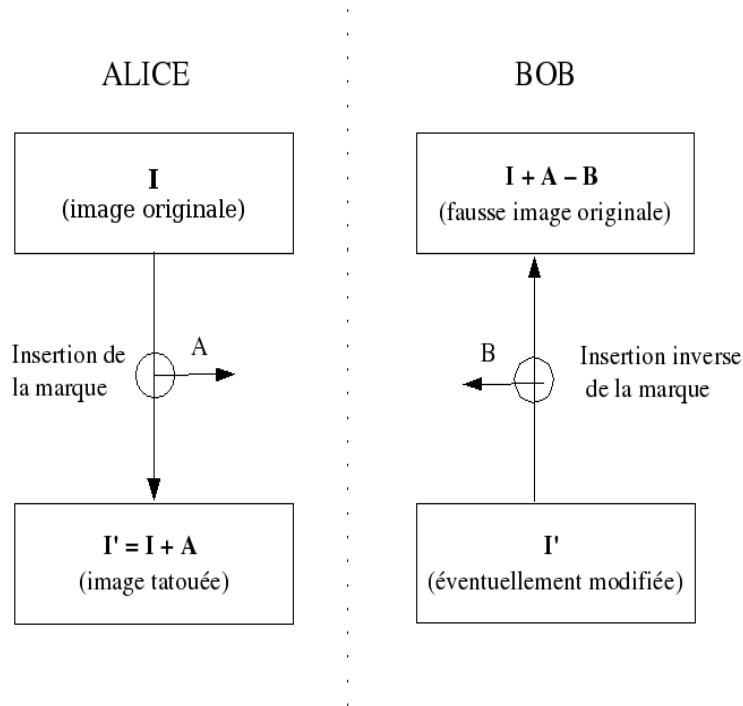 ALICE
I
(image originale)
Insertion de
la marque
A
I' = I + A
(image tatouée)
BOB
I + A – B
(fausse image originale)
B
Insertion inverse
de la marque
I'
(éventuellement modifiée)